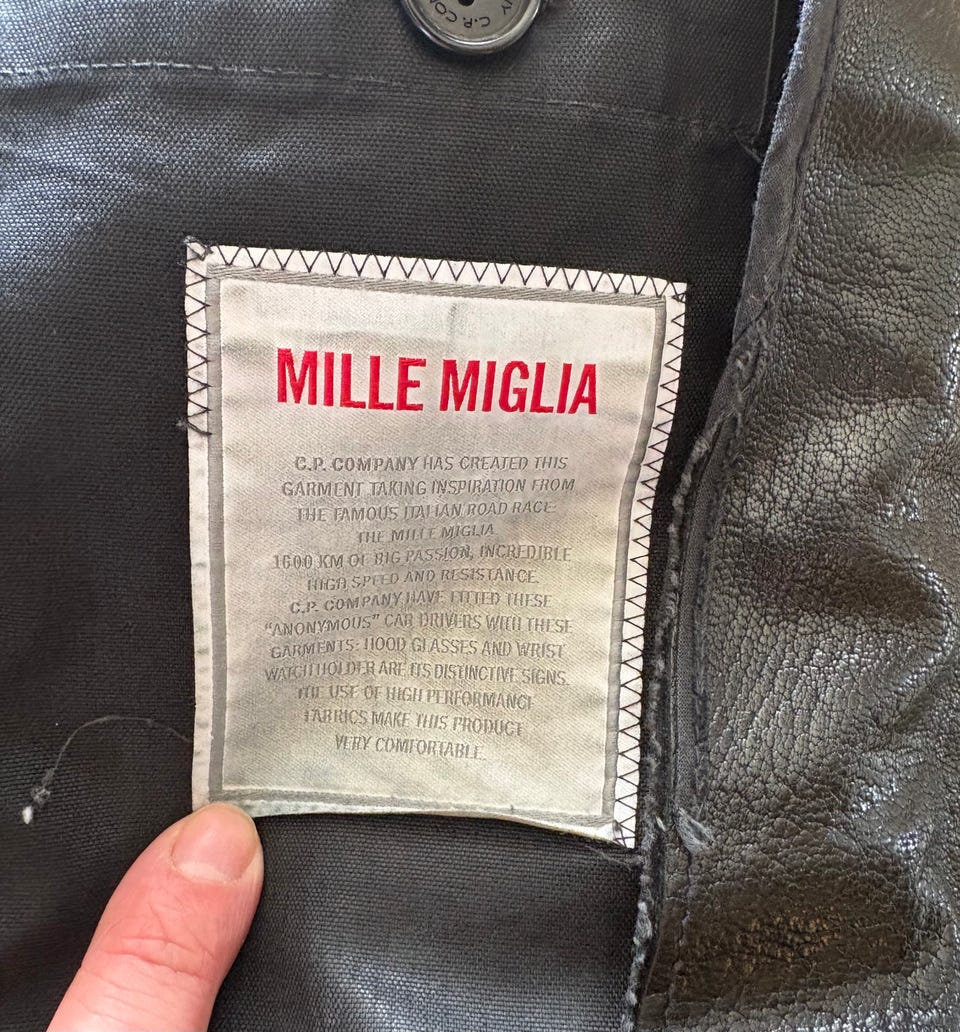 NY C.P. COM
MILLE MIGLIA
C.P. COMPANY HAS CREATED THIS
GARMENT TAKING INSPIRATION FROM
THE FAMOUS ITALIAN ROAD RACE:
THE MILLE MIGLIA.
1600 KM OF BIG PASSION, INCREDIBLE
HIGH SPEED AND RESISTANCE.
C.P. COMPANY HAVE FITTED THESE
"ANONYMOUS" CAR DRIVERS WITH THESE
GARMENTS: HOOD GLASSES AND WRIST
WATCH HOLDER ARE ITS DISTINCTIVE SIGNS.
THE USE OF HIGH PERFORMANCE
FABRICS MAKE THIS PRODUCT
VERY COMFORTABLE.